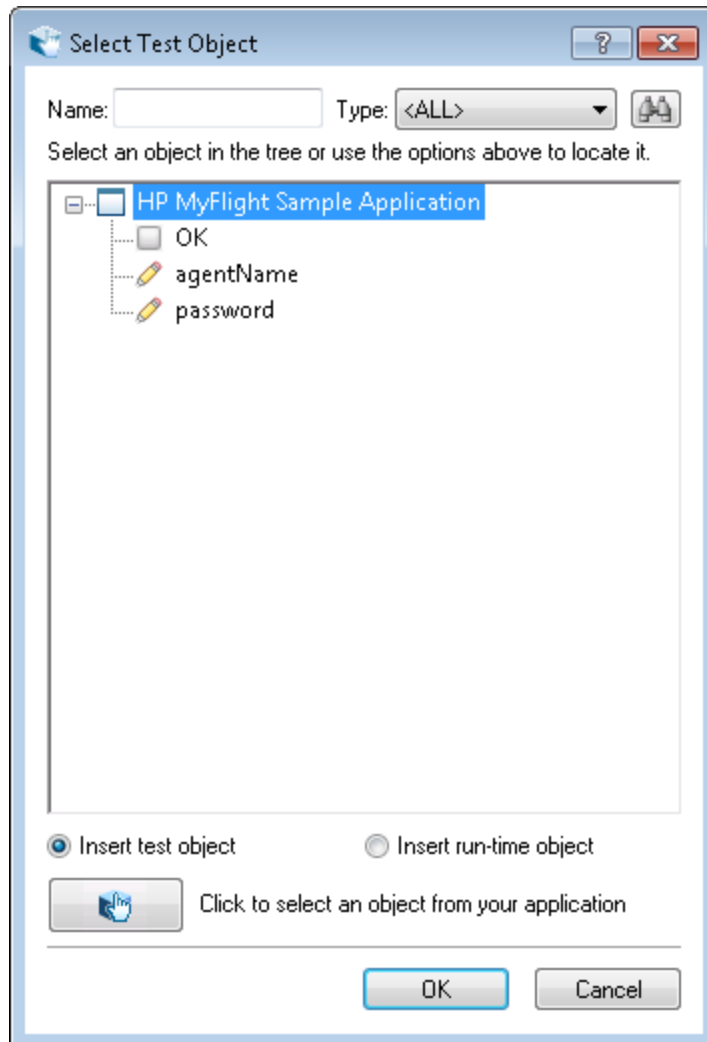 Select Test Object
Name: Type: <ALL>
Select an object in the tree or use the options above to locate it.
HP MyFlight Sample Application
OK
agentName
password
Insert test object Insert run-time object
Click to select an object from your application
OK Cancel